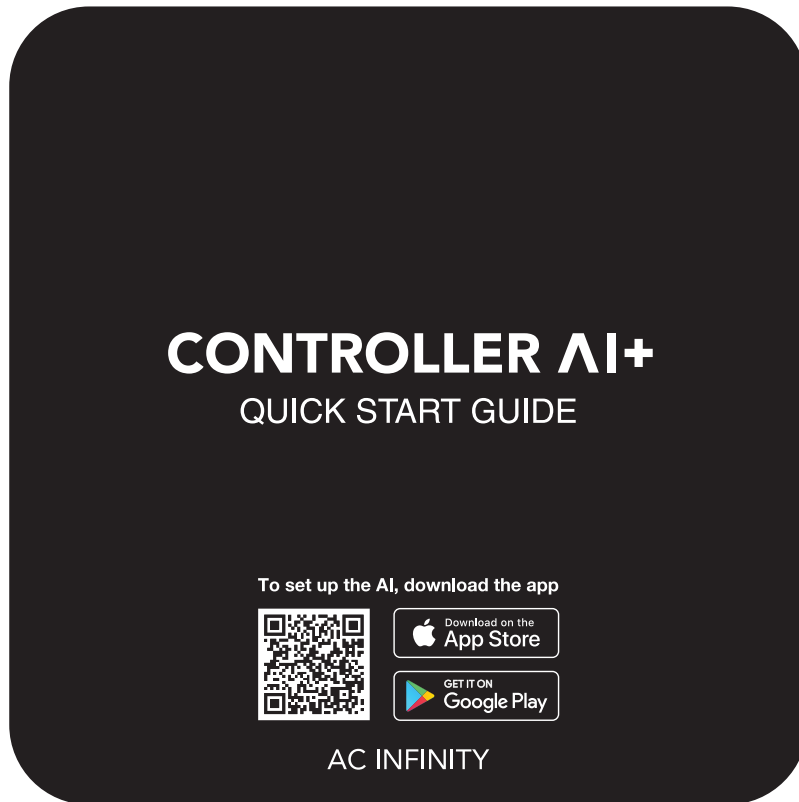 CONTROLLER ΛI+
QUICK START GUIDE
To set up the AI, download the app
Download on the
App Store
GET IT ON
Google Play
AC INFINITY